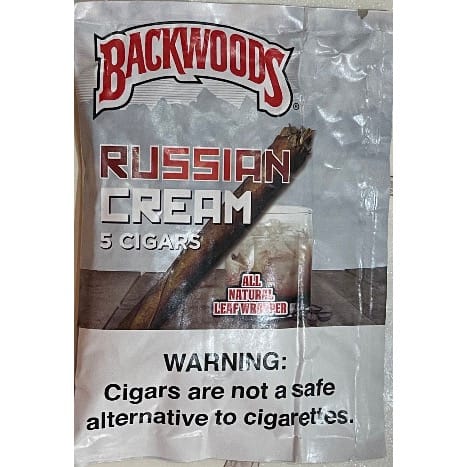 BACKWOODS®
RUSSIAN
CREAM
5 CIGARS
ALL
NATURAL
LEAF WRAPPER
WARNING:
Cigars are not a safe
alternative to cigarettes.